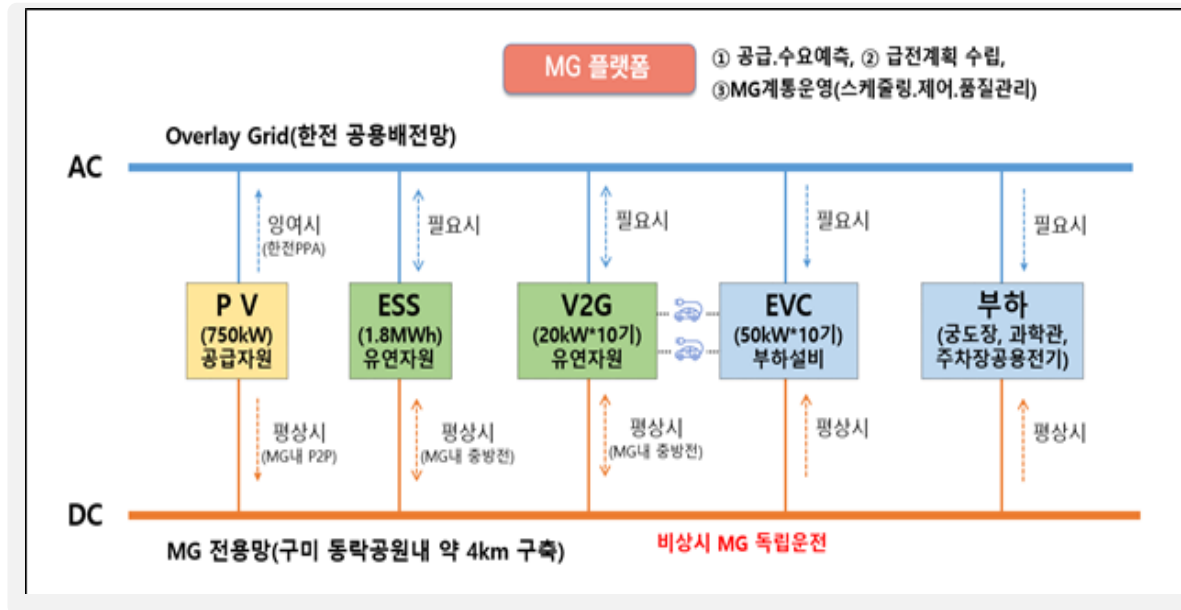 MG 플랫폼
① 공급.수요예측, ② 급전계획 수립,
③MG계통운영(스케줄링.제어.품질관리)
Overlay Grid(한전 공용배전망)
AC
잉여시
(한전PPA)
필요시
필요시
필요시
필요시
P V
(750kW)
공급자원
ESS
(1.8MWh)
유연자원
V2G
(20kW*10기)
유연자원
EVC
(50kW*10기)
부하설비
부하
(궁도장, 과학관,
주차장공용전기)
평상시
(MG내 P2P)
평상시
(MG내 충방전)
평상시
(MG내 충방전)
평상시
평상시
DC
MG 전용망(구미 동락공원내 약 4km 구축)
비상시 MG 독립운전